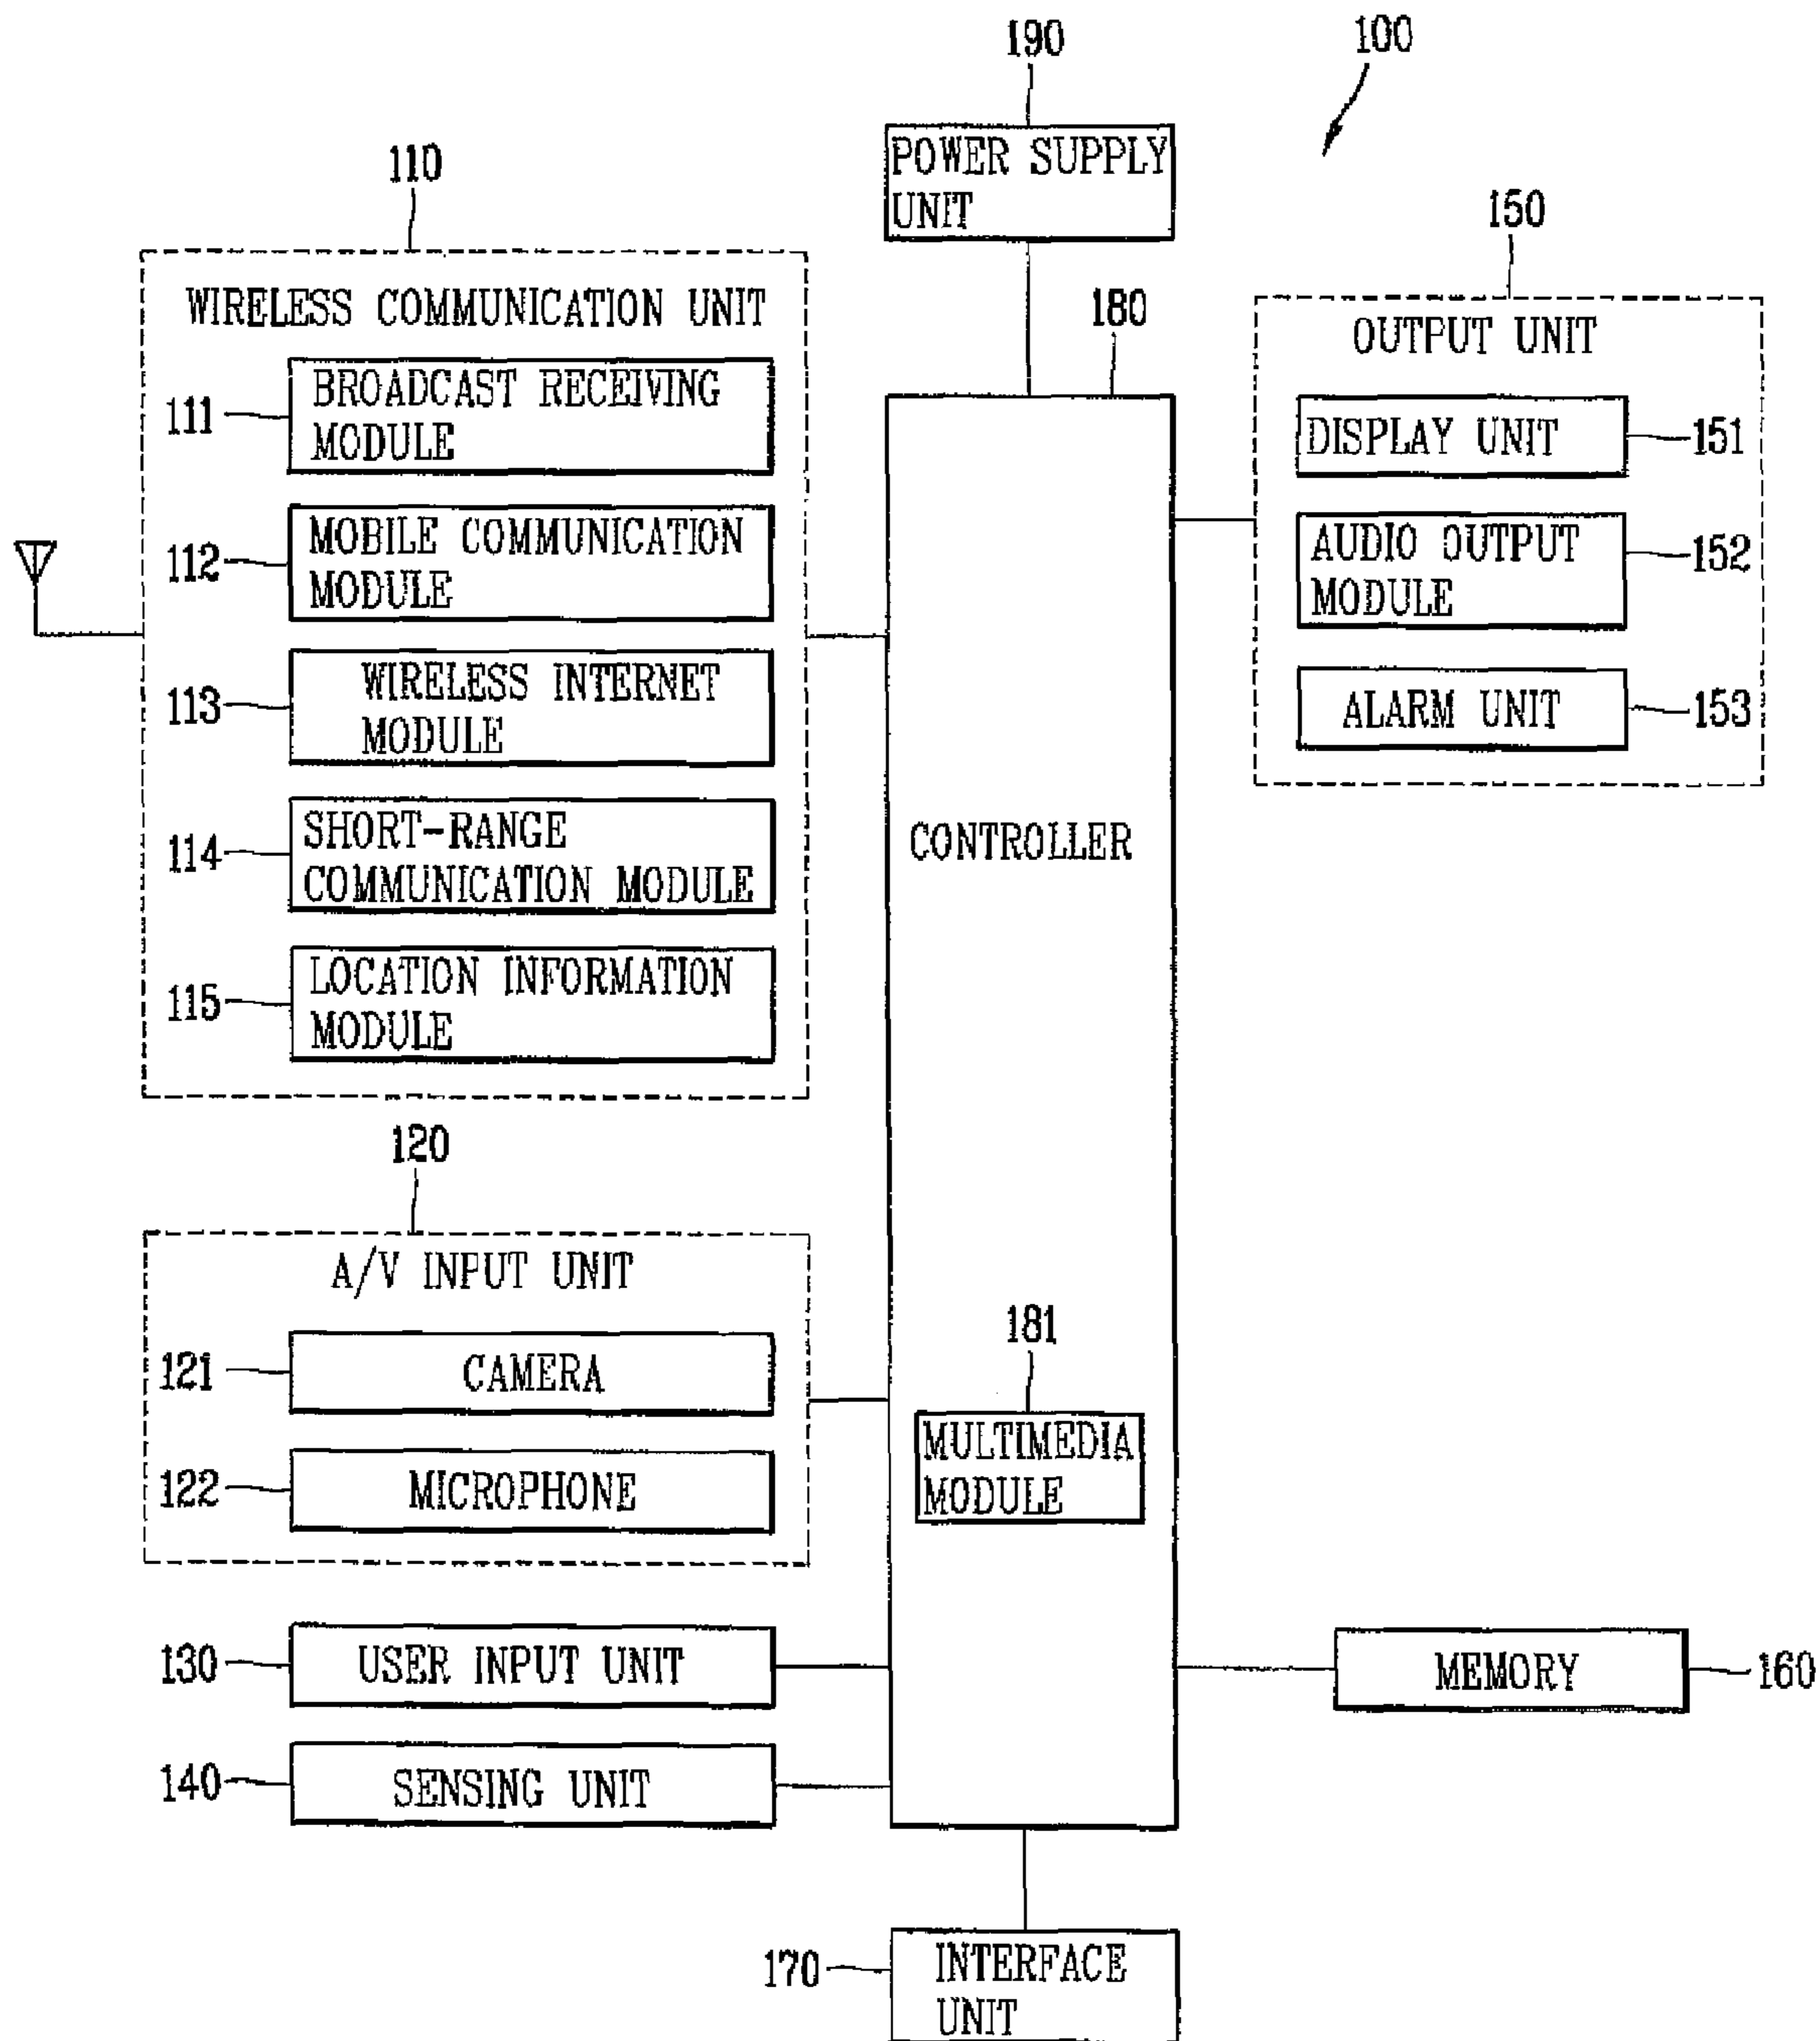 190
100
POWER SUPPLY
UNIT
110
WIRELESS COMMUNICATION UNIT
111
BROADCAST RECEIVING
MODULE
112
MOBILE COMMUNICATION
MODULE
113
WIRELESS INTERNET
MODULE
114
SHORT-RANGE
COMMUNICATION MODULE
115
LOCATION INFORMATION
MODULE
180
CONTROLLER
150
OUTPUT UNIT
DISPLAY UNIT
151
AUDIO OUTPUT
MODULE
152
ALARM UNIT
153
120
A/V INPUT UNIT
121
CAMERA
122
MICROPHONE
181
MULTIMEDIA
MODULE
130
USER INPUT UNIT
140
SENSING UNIT
MEMORY
160
170
INTERFACE
UNIT